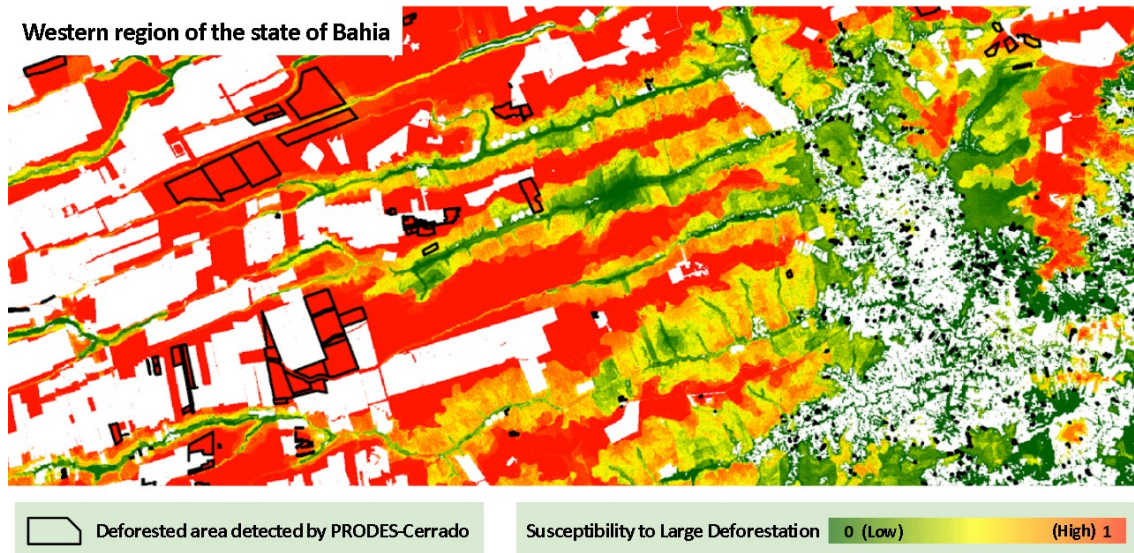 Western region of the state of Bahia
Deforested area detected by PRODES-Cerrado
Susceptibility to Large Deforestation 0 (Low) (High) 1